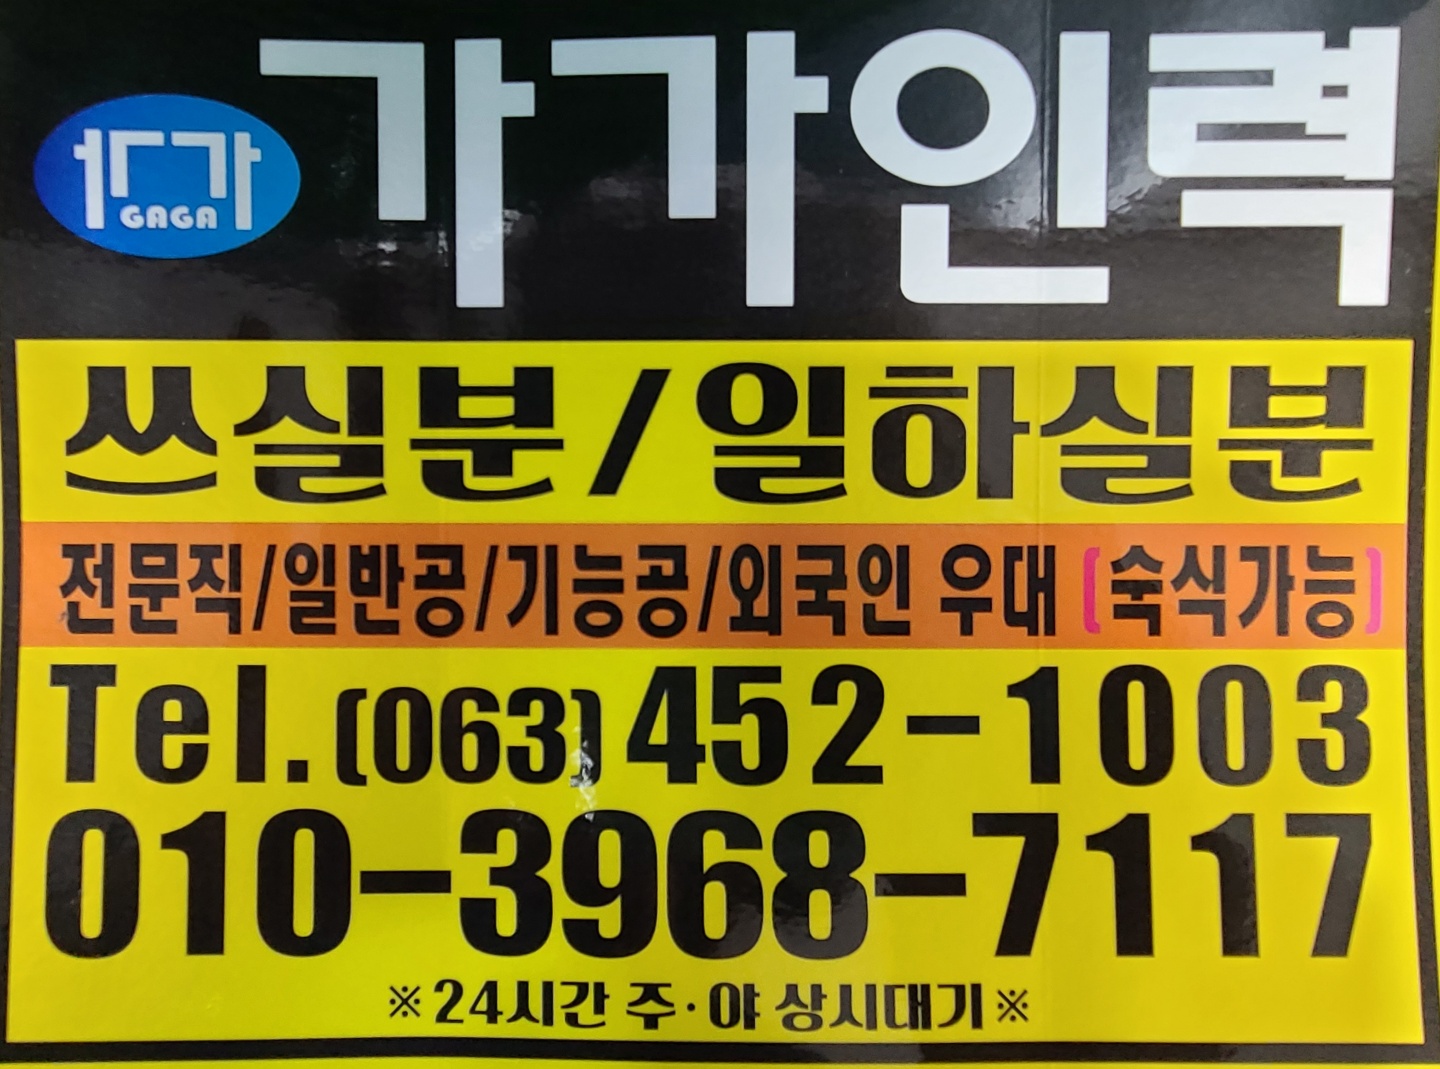 가가인력
가가
GAGA
쓰실분/일하실분
전문직/일반공/기능공/외국인 우대 (숙식가능)
Tel.(063)452-1003
010-3968-7117
※24시간 주·야 상시대기※